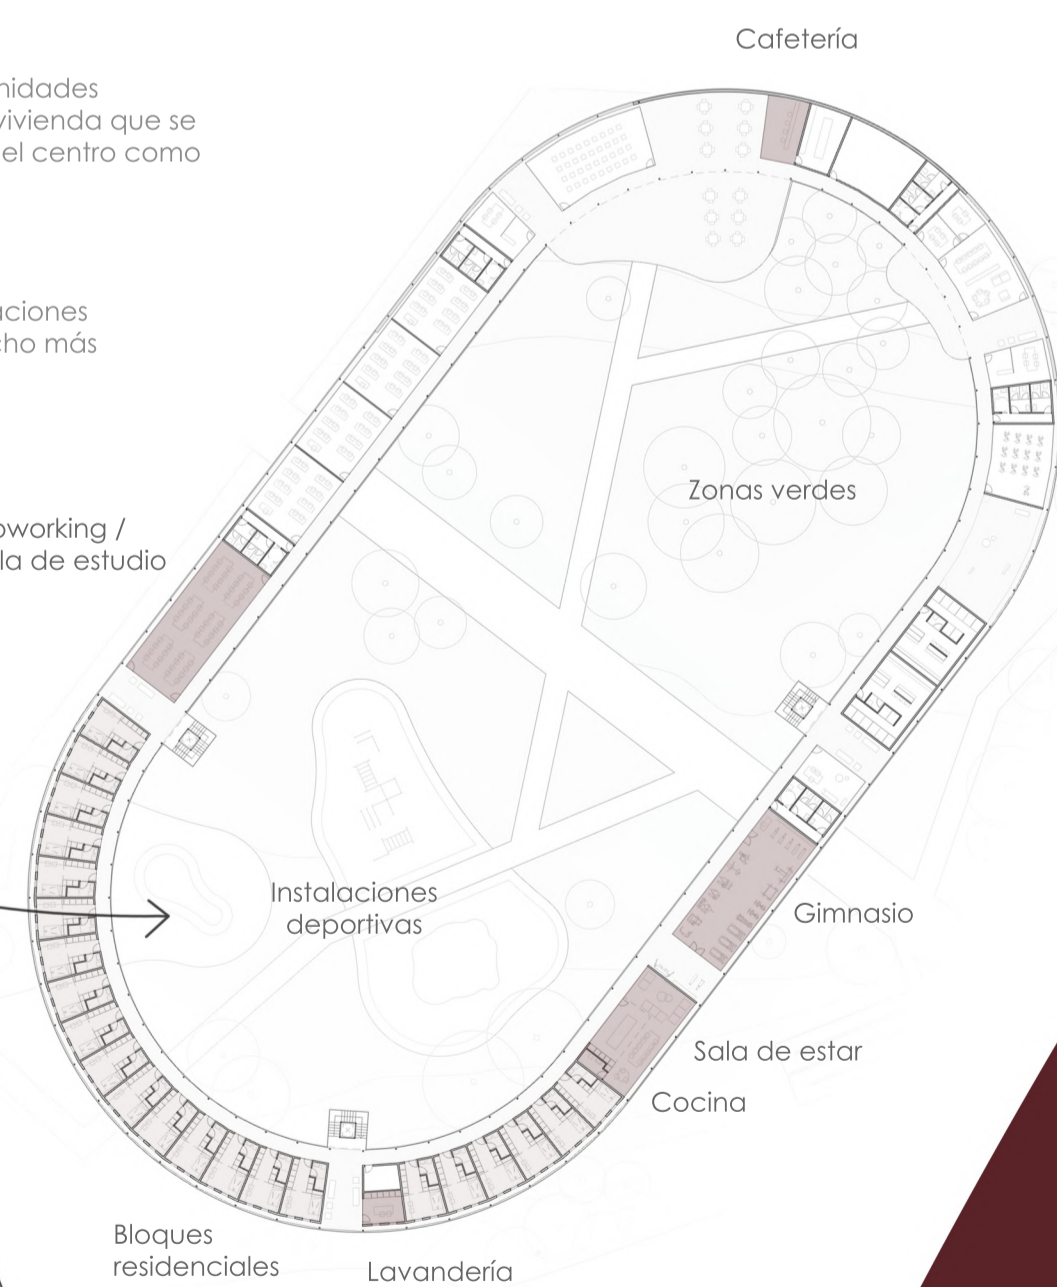 Cafetería
nidades
vivienda que se
el centro como
aciones
cho más
Zonas verdes
oworking /
la de estudio
Instalaciones
deportivas
Gimnasio
Sala de estar
Cocina
Bloques
residenciales
Lavandería